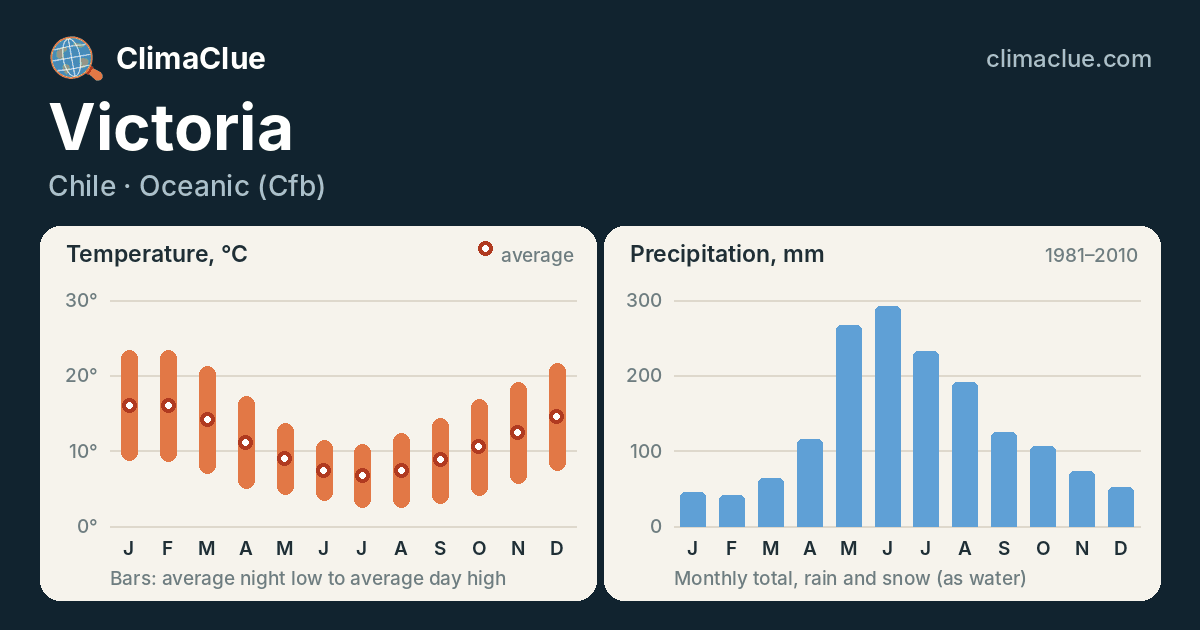 ClimaClue
climaclue.com
Victoria
Chile · Oceanic (Cfb)
Temperature, °C
average
30°
20°
10°
0°
J F M A M J J A S O N D
Bars: average night low to average day high
Precipitation, mm
1981–2010
300
200
100
0
J F M A M J J A S O N D
Monthly total, rain and snow (as water)